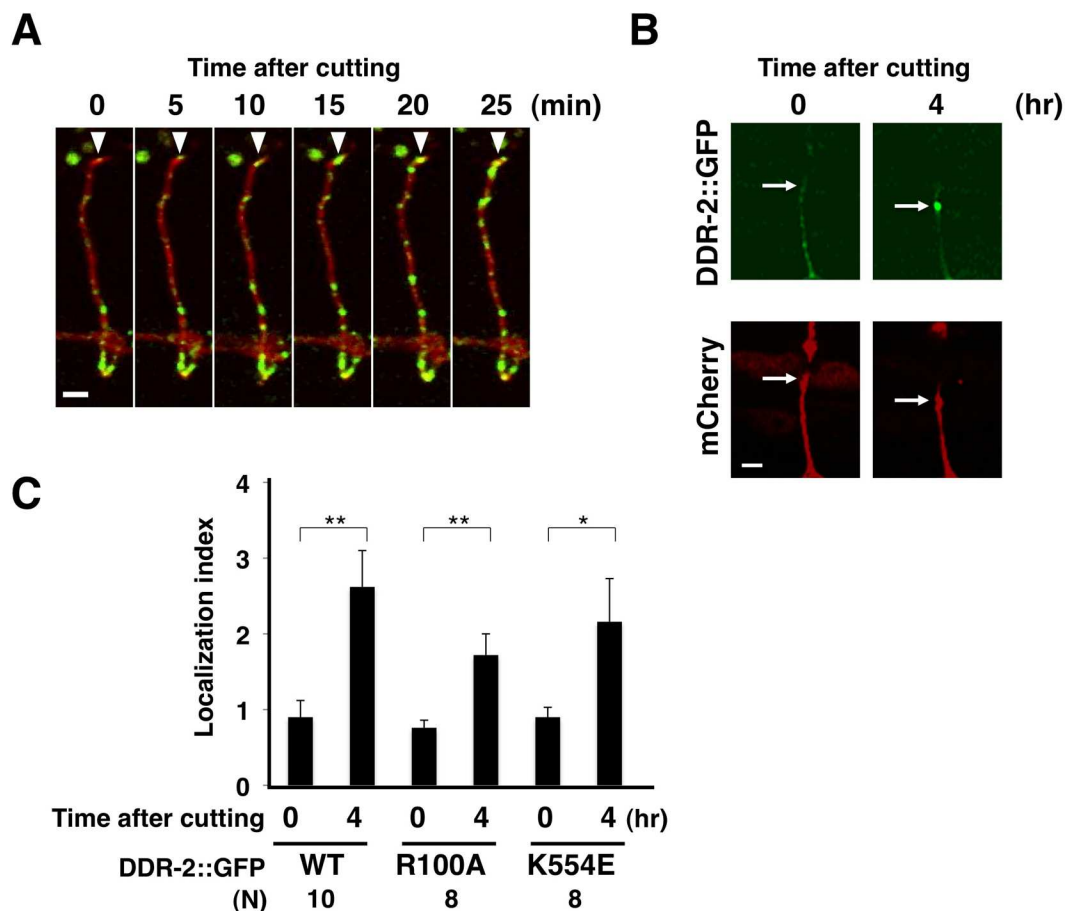 A
Time after cutting
0 5 10 15 20 25 (min)
B
Time after cutting
0 4 (hr)
DDR-2::GFP
mCherry
C
Localization index
4
3
2
1
0
** ** *
Time after cutting 0 4 0 4 0 4 (hr)
DDR-2::GFP WT R100A K554E
(N) 10 8 8